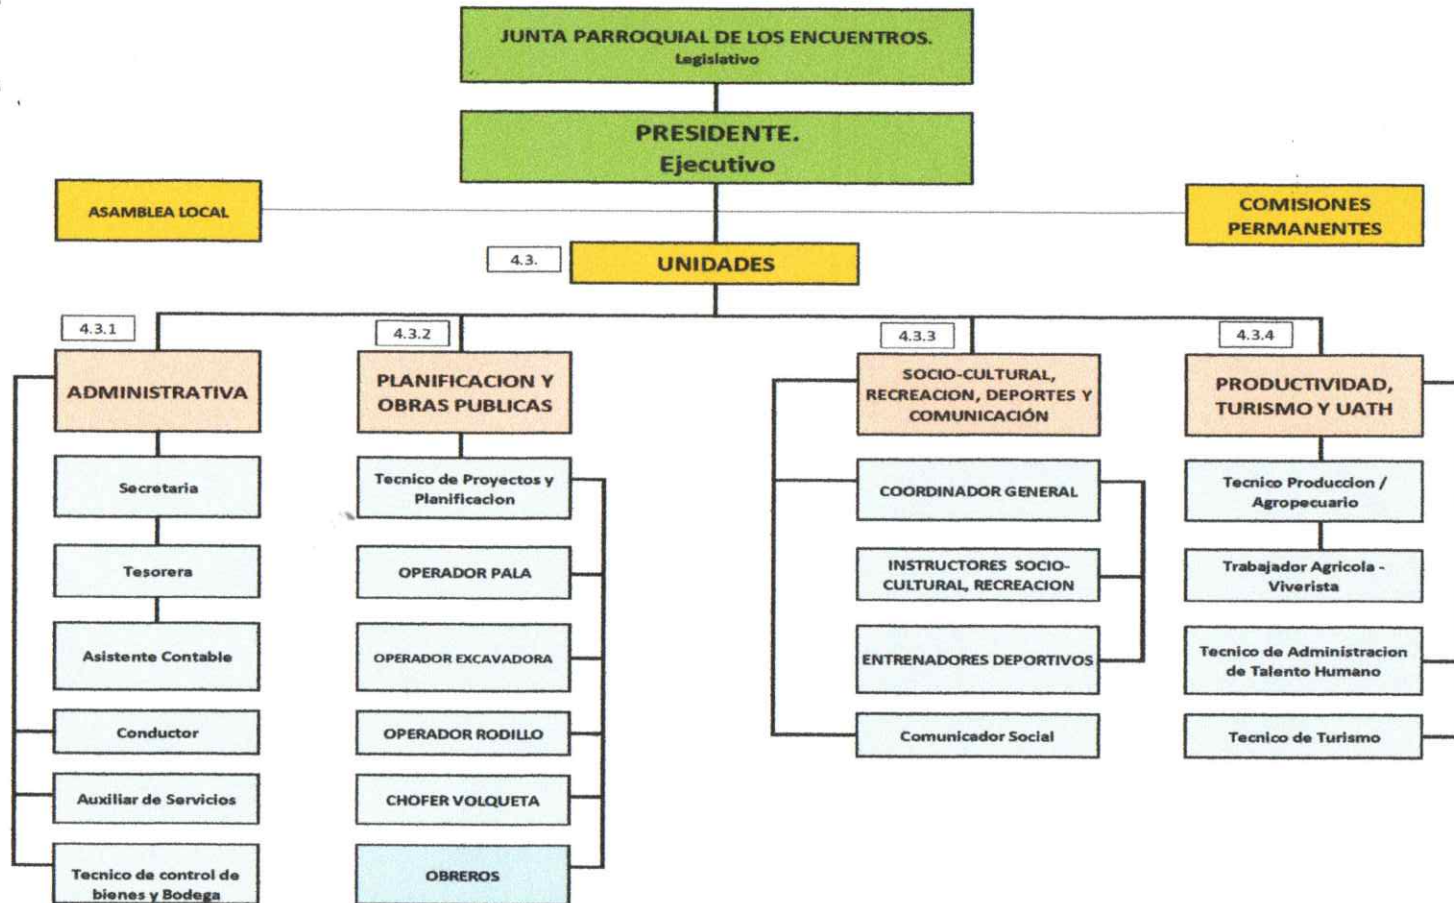 JUNTA PARROQUIAL DE LOS ENCUENTROS.
Legislativo
PRESIDENTE.
Ejecutivo
ASAMBLEA LOCAL
COMISIONES
PERMANENTES
4.3.
UNIDADES
4.3.1
ADMINISTRATIVA
Secretaria
Tesorera
Asistente Contable
Conductor
Auxiliar de Servicios
Tecnico de control de
bienes y Bodega
4.3.2
PLANIFICACION Y
OBRAS PUBLICAS
Tecnico de Proyectos y
Planificacion
OPERADOR PALA
OPERADOR EXCAVADORA
OPERADOR RODILLO
CHOFER VOLQUETA
OBREROS
4.3.3
SOCIO-CULTURAL,
RECREACION, DEPORTES Y
COMUNICACIÓN
COORDINADOR GENERAL
INSTRUCTORES SOCIO-
CULTURAL, RECREACION
ENTRENADORES DEPORTIVOS
Comunicador Social
4.3.4
PRODUCTIVIDAD,
TURISMO Y UATH
Tecnico Produccion /
Agropecuario
Trabajador Agricola -
Viverista
Tecnico de Administracion
de Talento Humano
Tecnico de Turismo